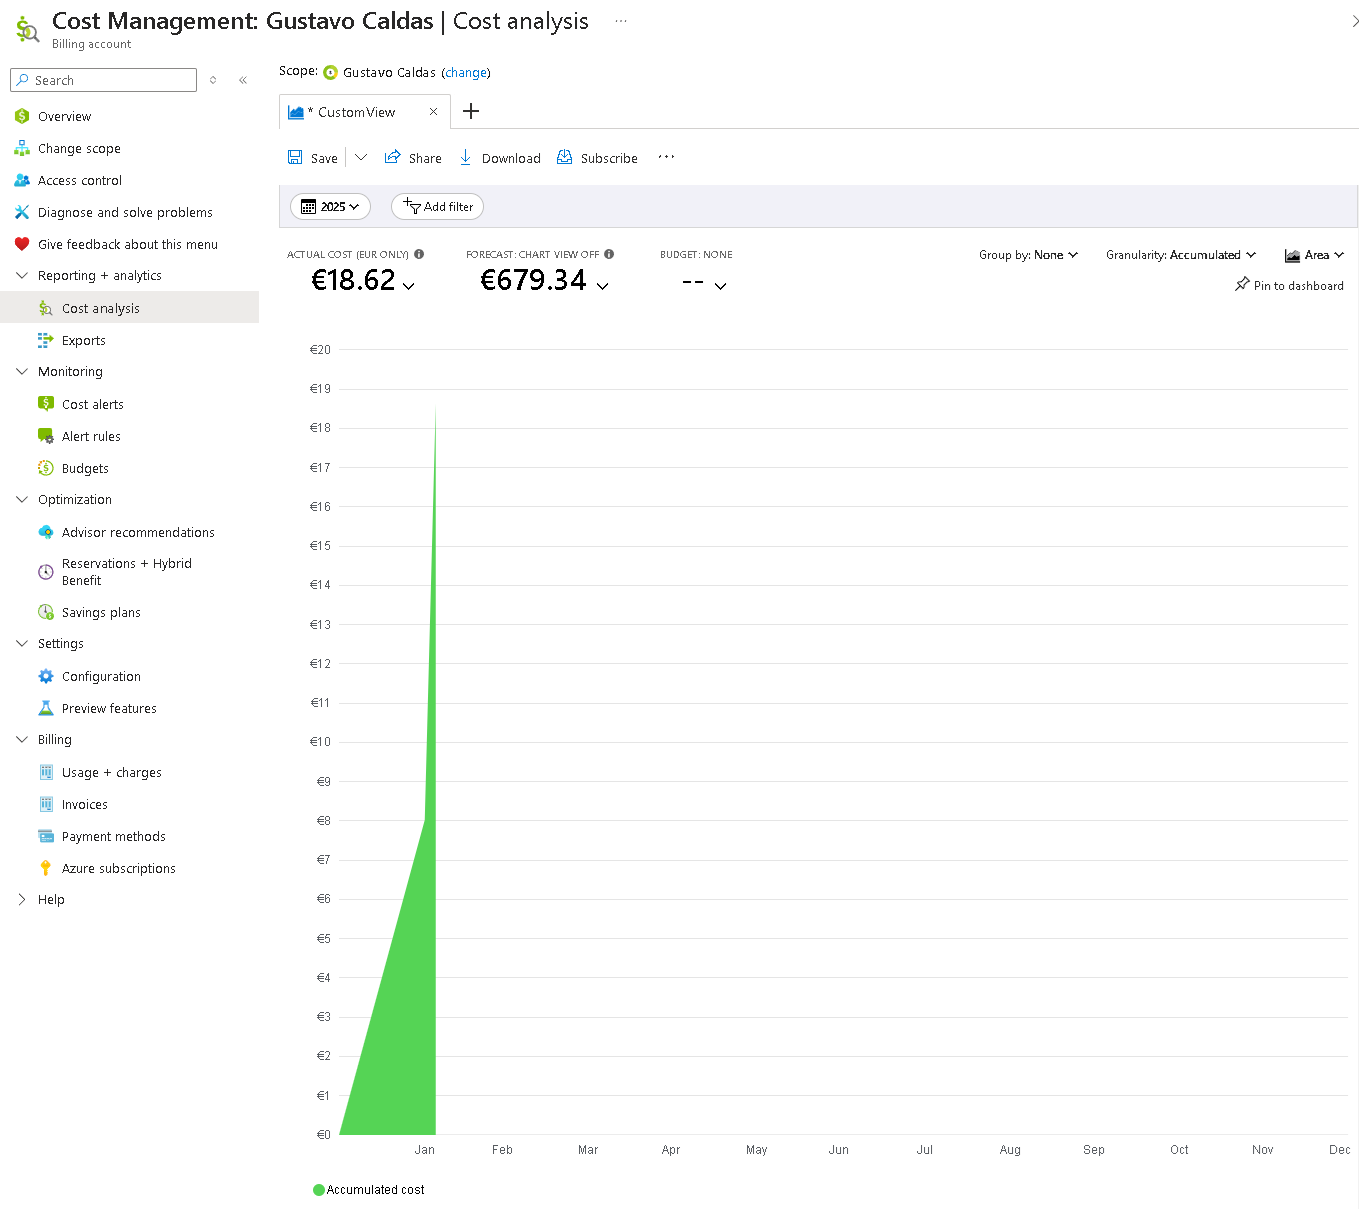 Cost Management: Gustavo Caldas | Cost analysis ...
Billing account
Search
Overview
Change scope
Access control
Diagnose and solve problems
Give feedback about this menu
Reporting + analytics
Cost analysis
Exports
Monitoring
Cost alerts
Alert rules
Budgets
Optimization
Advisor recommendations
Reservations + Hybrid
Benefit
Savings plans
Settings
Configuration
Preview features
Billing
Usage + charges
Invoices
Payment methods
Azure subscriptions
Help
Scope: Gustavo Caldas (change)
* CustomView
Save Share Download Subscribe ...
2025 Add filter
ACTUAL COST (EUR ONLY) FORECAST: CHART VIEW OFF BUDGET: NONE
€18.62 €679.34 --
Group by: None Granularity: Accumulated Area
Pin to dashboard
€20
€19
€18
€17
€16
€15
€14
€13
€12
€11
€10
€9
€8
€7
€6
€5
€4
€3
€2
€1
€0
Jan Feb Mar Apr May Jun Jul Aug Sep Oct Nov Dec
Accumulated cost